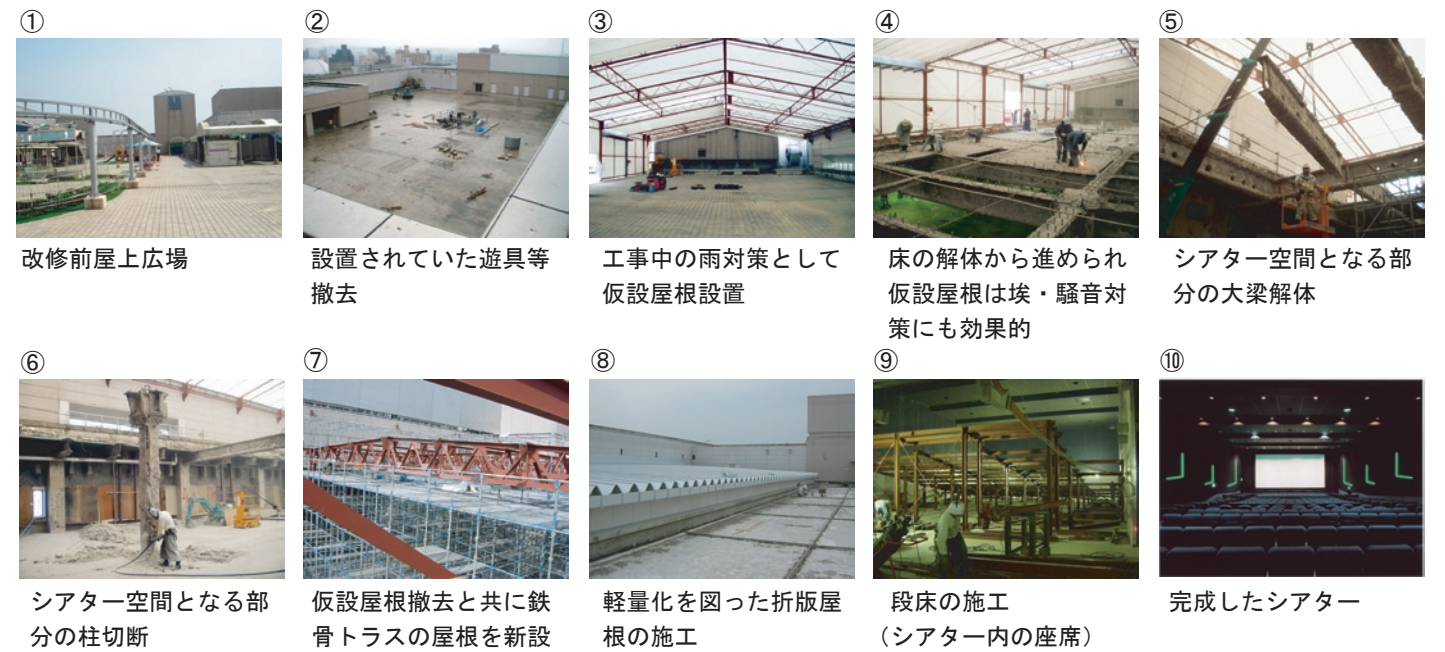 ①
改修前屋上広場
②
設置されていた遊具等
撤去
③
工事中の雨対策として
仮設屋根設置
④
床の解体から進められ
仮設屋根は埃・騒音対
策にも効果的
⑤
シアター空間となる部
分の大梁解体
⑥
シアター空間となる部
分の柱切断
⑦
仮設屋根撤去と共に鉄
骨トラスの屋根を新設
⑧
軽量化を図った折版屋
根の施工
⑨
段床の施工
（シアター内の座席）
⑩
完成したシアター